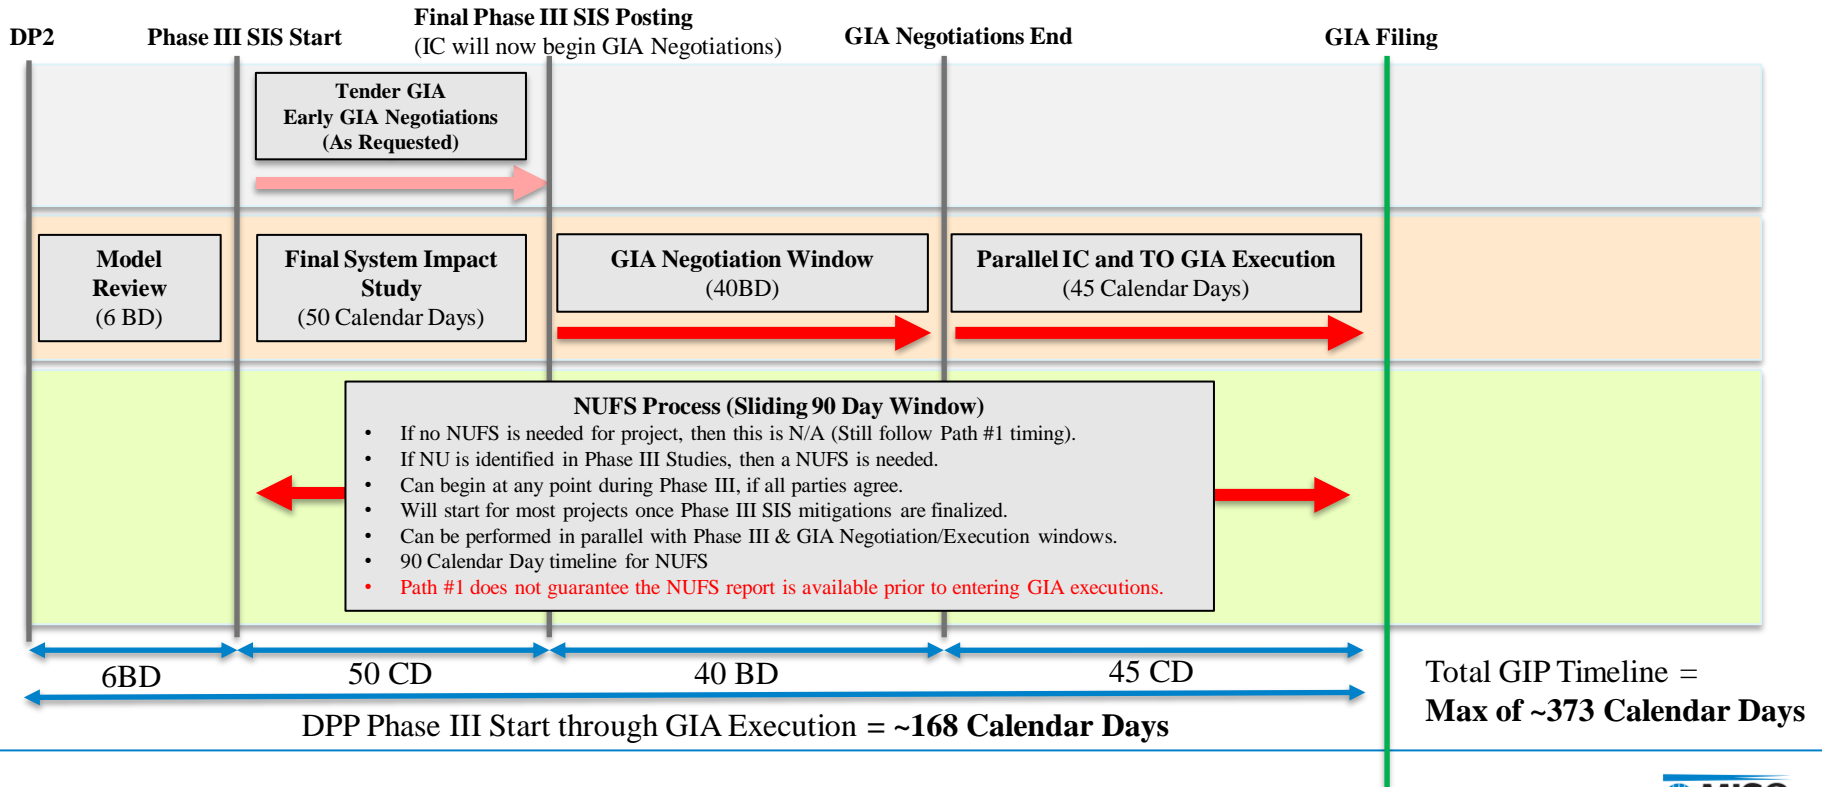 DP2
Phase III SIS Start
Final Phase III SIS Posting
(IC will now begin GIA Negotiations)
GIA Negotiations End
GIA Filing
Tender GIA
Early GIA Negotiations
(As Requested)
Model
Review
(6 BD)
Final System Impact
Study
(50 Calendar Days)
GIA Negotiation Window
(40BD)
Parallel IC and TO GIA Execution
(45 Calendar Days)
NUFS Process (Sliding 90 Day Window)
• If no NUFS is needed for project, then this is N/A (Still follow Path #1 timing).
• If NU is identified in Phase III Studies, then a NUFS is needed.
• Can begin at any point during Phase III, if all parties agree.
• Will start for most projects once Phase III SIS mitigations are finalized.
• Can be performed in parallel with Phase III & GIA Negotiation/Execution windows.
• 90 Calendar Day timeline for NUFS
• Path #1 does not guarantee the NUFS report is available prior to entering GIA executions.
6BD
50 CD
40 BD
45 CD
DPP Phase III Start through GIA Execution = ~168 Calendar Days
Total GIP Timeline =
Max of ~373 Calendar Days
MISO